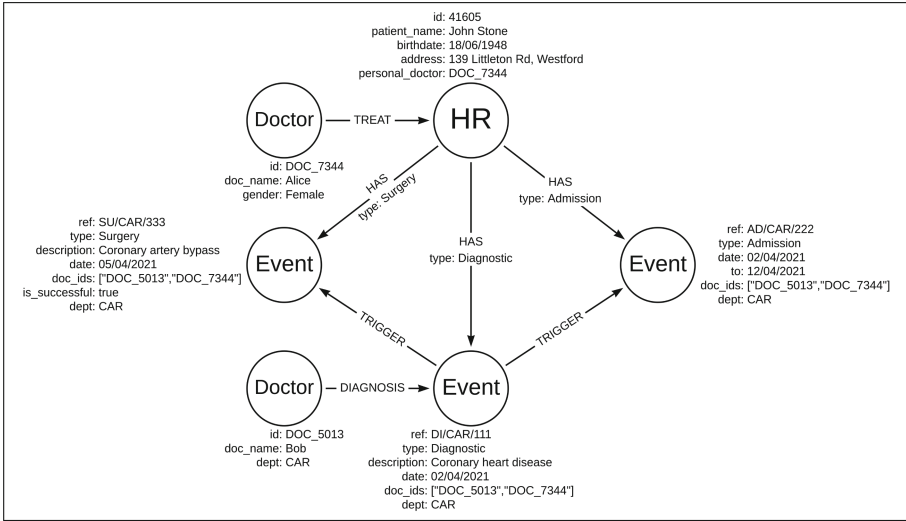 id: 41605
patient_name: John Stone
birthdate: 18/06/1948
address: 139 Littleton Rd, Westford
personal_doctor: DOC_7344
Doctor
TREAT
HR
id: DOC_7344
doc_name: Alice
gender: Female
HAS
type: Surgery
HAS
type: Diagnostic
HAS
type: Admission
ref: SU/CAR/333
type: Surgery
description: Coronary artery bypass
date: 05/04/2021
doc_ids: ["DOC_5013","DOC_7344"]
is_successful: true
dept: CAR
Event
Event
ref: AD/CAR/222
type: Admission
date: 02/04/2021
to: 12/04/2021
doc_ids: ["DOC_5013","DOC_7344"]
dept: CAR
TRIGGER
TRIGGER
Doctor
DIAGNOSIS
Event
id: DOC_5013
doc_name: Bob
dept: CAR
ref: DI/CAR/111
type: Diagnostic
description: Coronary heart disease
date: 02/04/2021
doc_ids: ["DOC_5013","DOC_7344"]
dept: CAR